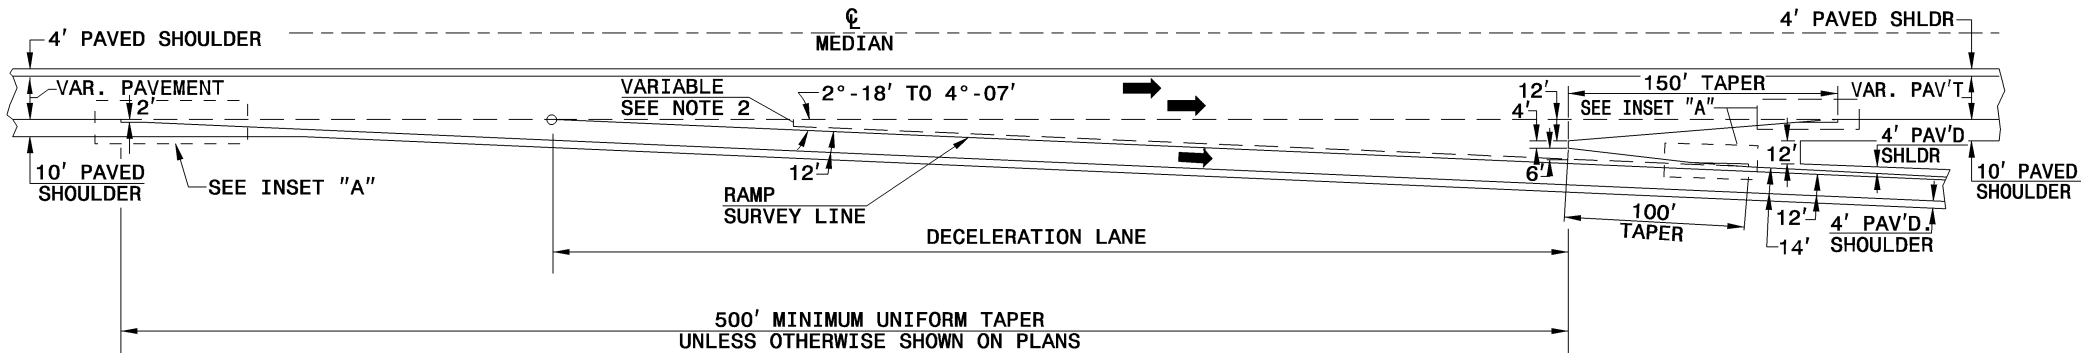 ℄
MEDIAN
4' PAVED SHOULDER
4' PAVED SHLDR
VAR. PAVEMENT
2'
VARIABLE
SEE NOTE 2
2°-18' TO 4°-07'
12'
4'
150' TAPER
SEE INSET "A"
VAR. PAV'T
4' PAV'D
SHLDR
12'
6'
10' PAVED
SHOULDER
SEE INSET "A"
12'
RAMP
SURVEY LINE
10' PAVED
SHOULDER
100'
TAPER
12'
14'
4' PAV'D.
SHOULDER
DECELERATION LANE
500' MINIMUM UNIFORM TAPER
UNLESS OTHERWISE SHOWN ON PLANS